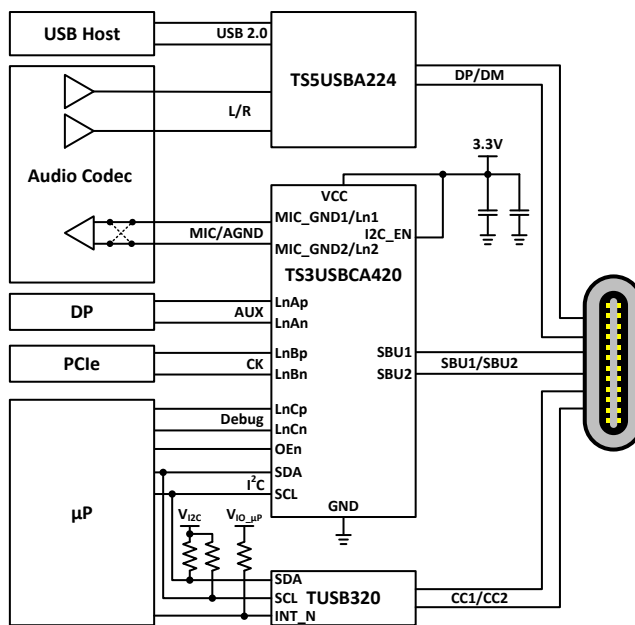 USB Host
USB 2.0
TS5USBA224
DP/DM
L/R
Audio Codec
3.3V
VCC
MIC_GND1/Ln1
I2C_EN
MIC/AGND
MIC_GND2/Ln2
TS3USBCA420
DP
AUX
LnAp
LnAn
PCIe
CK
LnBp
LnBn
SBU1
SBU2
SBU1/SBU2
µP
Debug
LnCp
LnCn
OEn
SDA
I²C
SCL
GND
VI2C
VIO_µP
SDA
SCL
INT_N
TUSB320
CC1/CC2